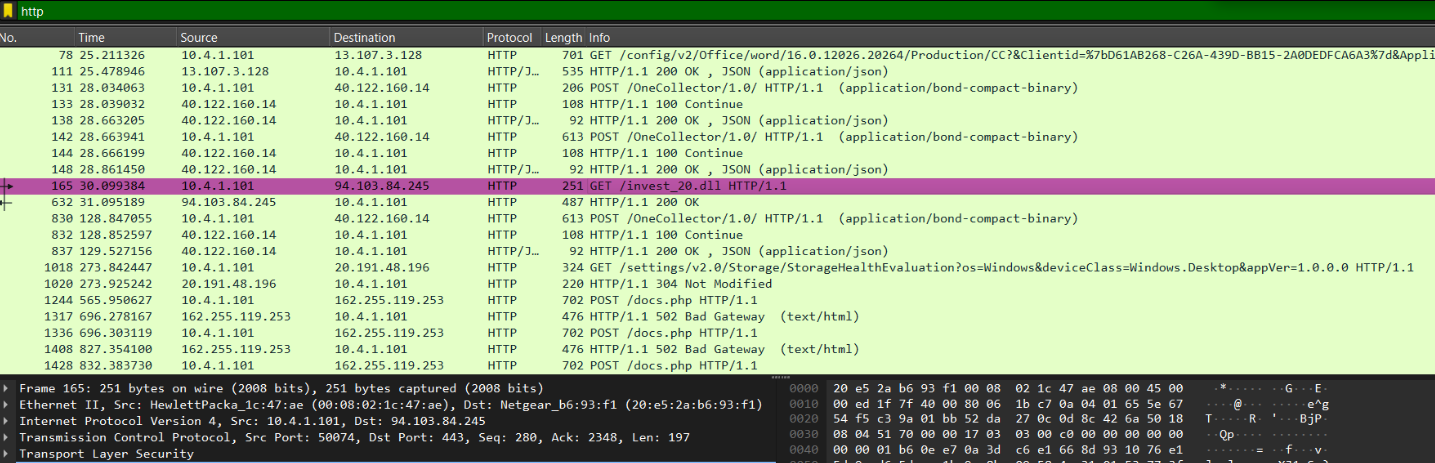 http
No. Time Source Destination Protocol Length Info
78 25.211326 10.4.1.101 13.107.3.128 HTTP 701 GET /config/v2/Office/word/16.0.12026.20264/Production/CC?&Clientid=%7bD61AB268-C26A-439D-BB15-2A0DEDFCA6A3%7d&Appli
111 25.478946 13.107.3.128 10.4.1.101 HTTP/J… 535 HTTP/1.1 200 OK , JSON (application/json)
131 28.034063 10.4.1.101 40.122.160.14 HTTP 206 POST /OneCollector/1.0/ HTTP/1.1 (application/bond-compact-binary)
133 28.039032 40.122.160.14 10.4.1.101 HTTP 108 HTTP/1.1 100 Continue
138 28.663205 40.122.160.14 10.4.1.101 HTTP/J… 92 HTTP/1.1 200 OK , JSON (application/json)
142 28.663941 10.4.1.101 40.122.160.14 HTTP 613 POST /OneCollector/1.0/ HTTP/1.1 (application/bond-compact-binary)
144 28.666199 40.122.160.14 10.4.1.101 HTTP 108 HTTP/1.1 100 Continue
148 28.861450 40.122.160.14 10.4.1.101 HTTP/J… 92 HTTP/1.1 200 OK , JSON (application/json)
165 30.099384 10.4.1.101 94.103.84.245 HTTP 251 GET /invest_20.dll HTTP/1.1
632 31.095189 94.103.84.245 10.4.1.101 HTTP 487 HTTP/1.1 200 OK
830 128.847055 10.4.1.101 40.122.160.14 HTTP 613 POST /OneCollector/1.0/ HTTP/1.1 (application/bond-compact-binary)
832 128.852597 40.122.160.14 10.4.1.101 HTTP 108 HTTP/1.1 100 Continue
837 129.527156 40.122.160.14 10.4.1.101 HTTP/J… 92 HTTP/1.1 200 OK , JSON (application/json)
1018 273.842447 10.4.1.101 20.191.48.196 HTTP 324 GET /settings/v2.0/Storage/StorageHealthEvaluation?os=Windows&deviceClass=Windows.Desktop&appVer=1.0.0.0 HTTP/1.1
1020 273.925242 20.191.48.196 10.4.1.101 HTTP 220 HTTP/1.1 304 Not Modified
1244 565.950627 10.4.1.101 162.255.119.253 HTTP 702 POST /docs.php HTTP/1.1
1317 696.278167 162.255.119.253 10.4.1.101 HTTP 476 HTTP/1.1 502 Bad Gateway (text/html)
1336 696.303119 10.4.1.101 162.255.119.253 HTTP 702 POST /docs.php HTTP/1.1
1408 827.354100 162.255.119.253 10.4.1.101 HTTP 476 HTTP/1.1 502 Bad Gateway (text/html)
1428 832.383730 10.4.1.101 162.255.119.253 HTTP 702 POST /docs.php HTTP/1.1
Frame 165: 251 bytes on wire (2008 bits), 251 bytes captured (2008 bits)
Ethernet II, Src: HewlettPacka_1c:47:ae (00:08:02:1c:47:ae), Dst: Netgear_b6:93:f1 (20:e5:2a:b6:93:f1)
Internet Protocol Version 4, Src: 10.4.1.101, Dst: 94.103.84.245
Transmission Control Protocol, Src Port: 50074, Dst Port: 443, Seq: 280, Ack: 2348, Len: 197
Transport Layer Security
0000 20 e5 2a b6 93 f1 00 08 02 1c 47 ae 08 00 45 00 ·*····· ··G···E·
0010 00 ed 1f 7f 40 00 80 06 1b c7 0a 04 01 65 5e 67 ····@··· ·····e^g
0020 54 f5 c3 9a 01 bb 52 da 27 0c 0d 8c 42 6a 50 18 T·····R· '···BjP·
0030 08 04 51 70 00 00 17 03 03 00 c0 00 00 00 00 00 ··Qp···· ········
0040 00 00 01 b6 0e e7 0a 3d c6 e1 66 8d 93 10 76 e1 ·······= ··f···v·